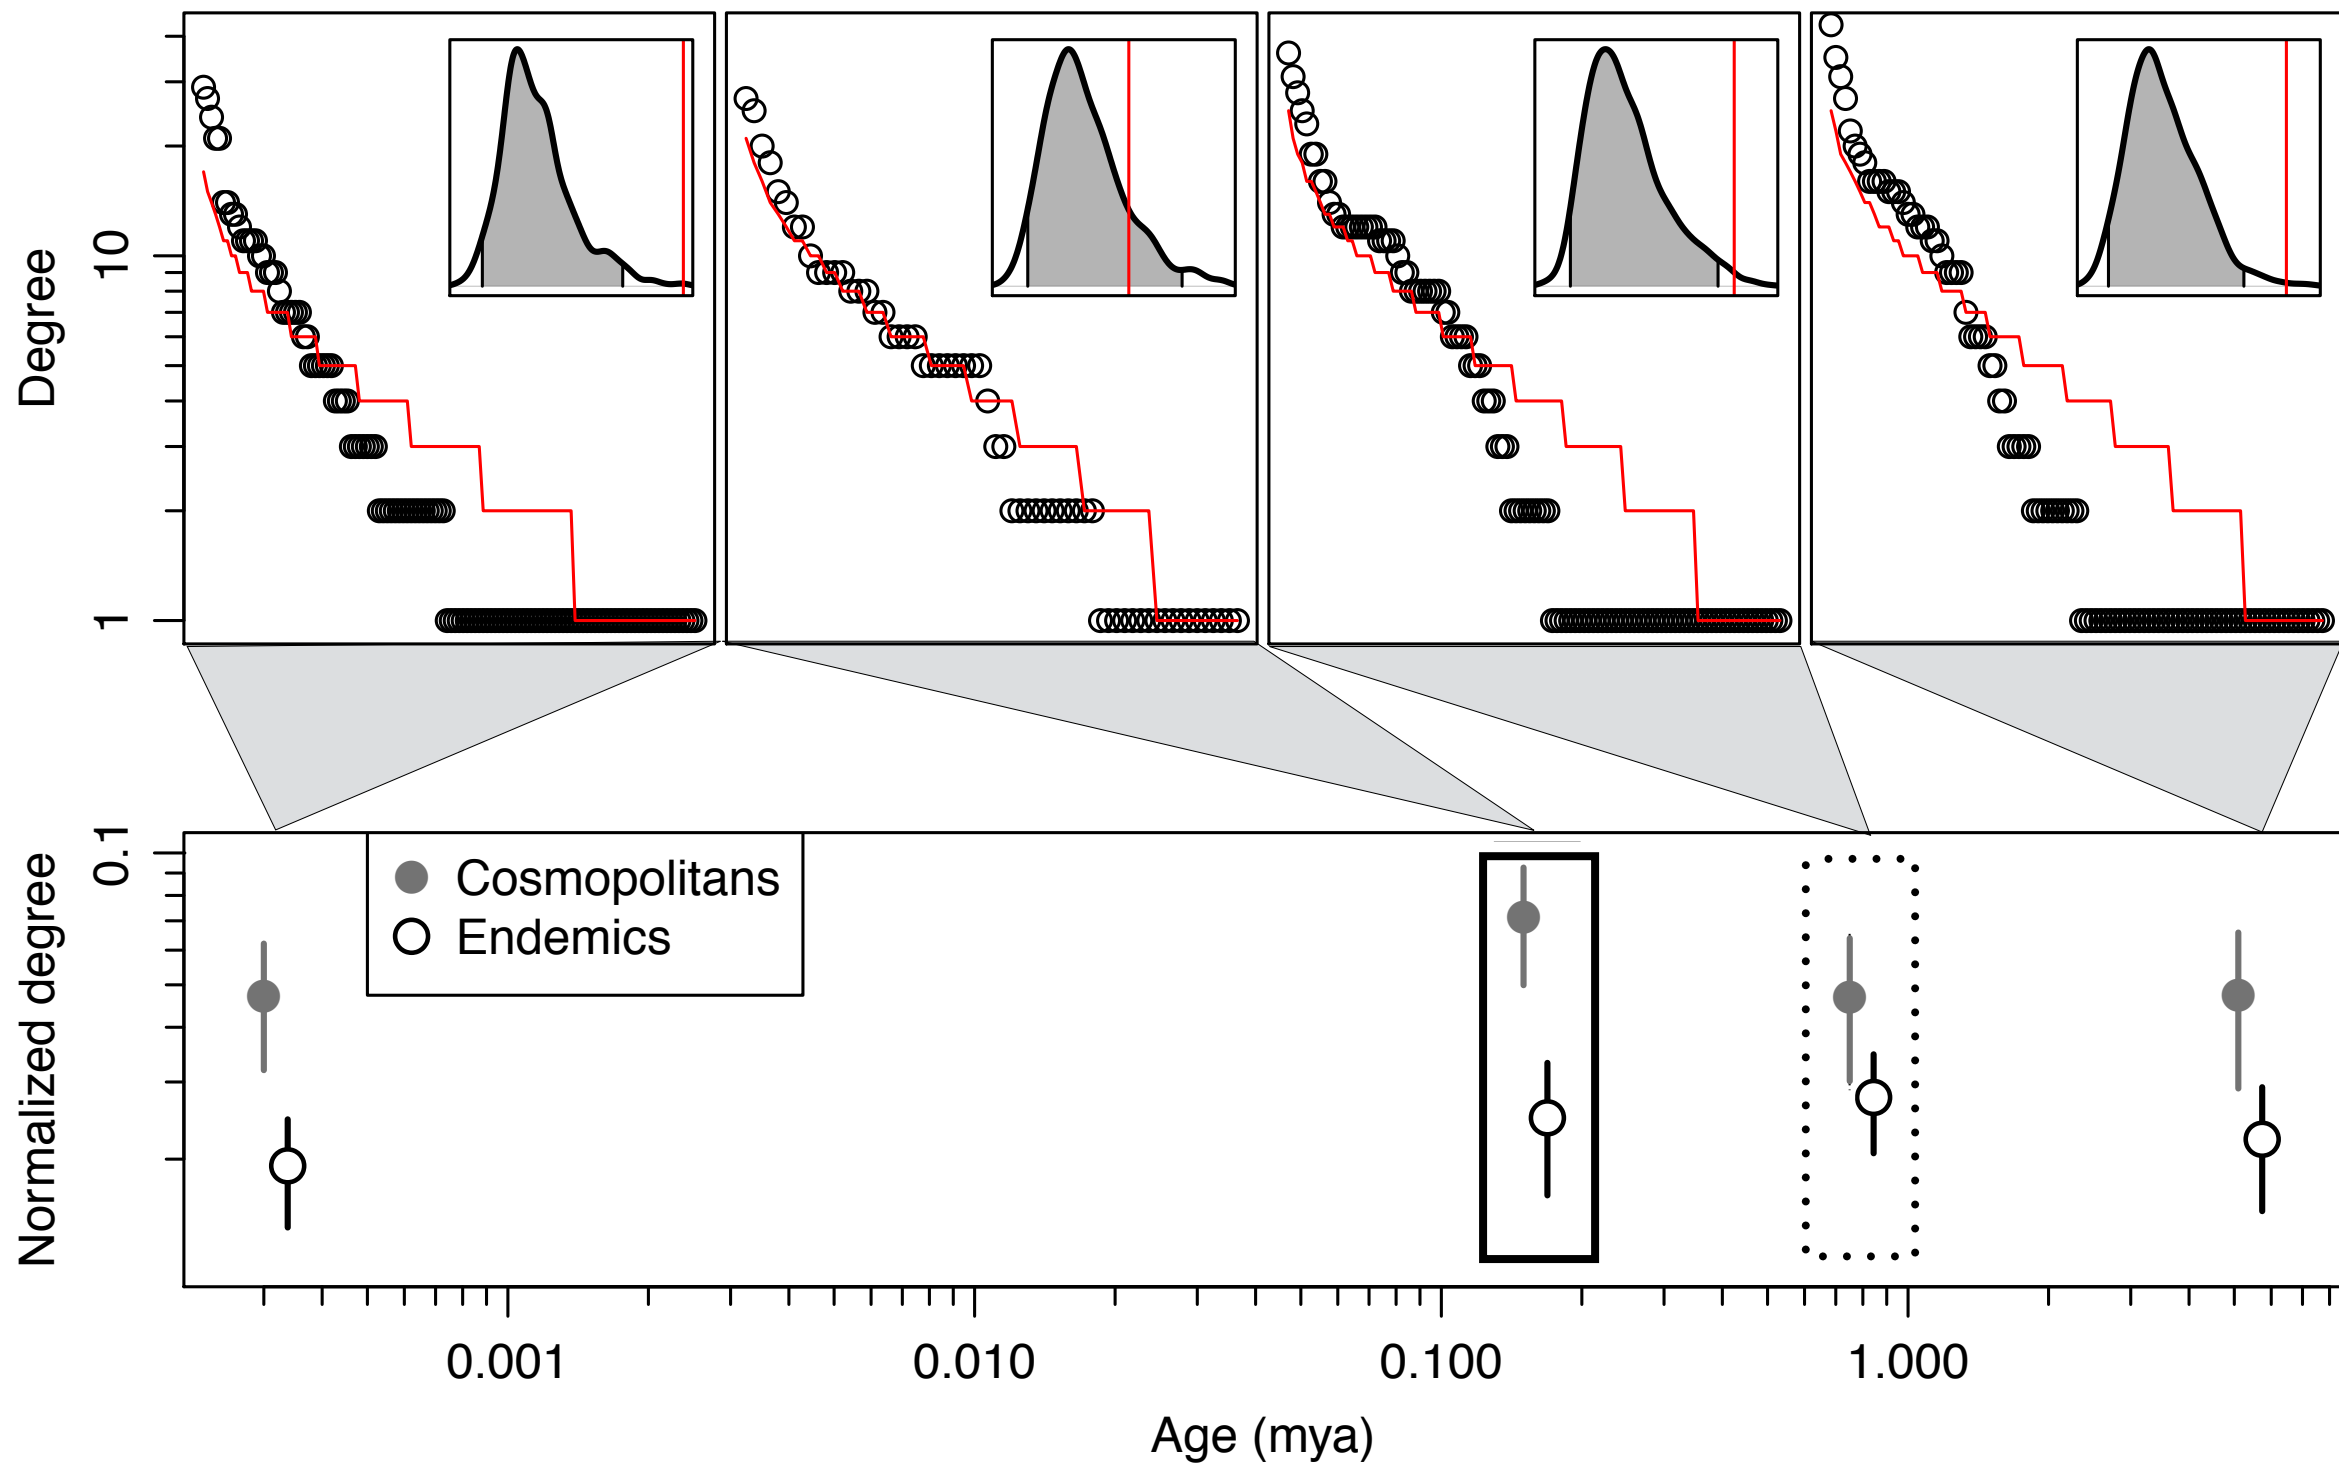 Degree
10
1
Normalized degree
0.1
Cosmopolitans
Endemics
0.001 0.010 0.100 1.000
Age (mya)